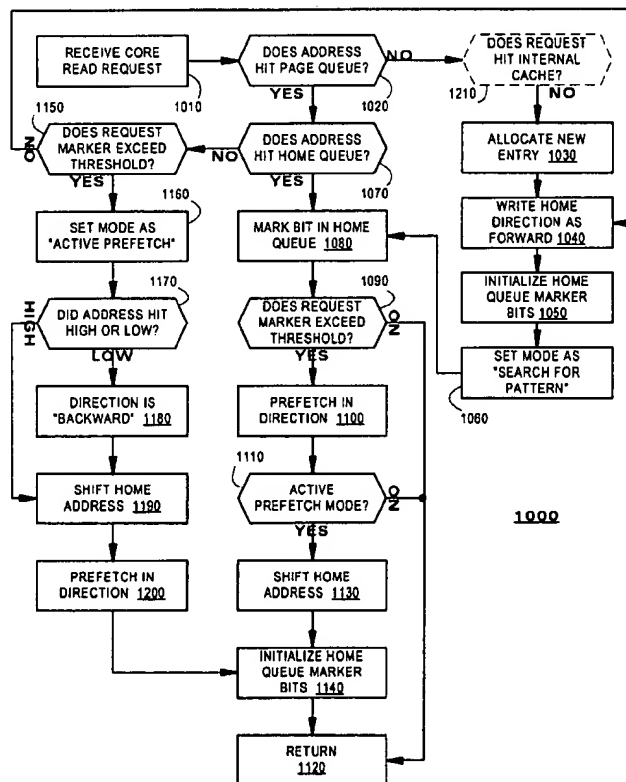 RECEIVE CORE
READ REQUEST
1010
DOES ADDRESS
HIT PAGE QUEUE?
1020
NO
YES
DOES REQUEST
HIT INTERNAL
CACHE?
1210
NO
ALLOCATE NEW
ENTRY 1030
WRITE HOME
DIRECTION AS
FORWARD 1040
INITIALIZE HOME
QUEUE MARKER
BITS 1050
SET MODE AS
"SEARCH FOR
PATTERN"
1060
DOES ADDRESS
HIT HOME QUEUE?
1070
NO
YES
1150
DOES REQUEST
MARKER EXCEED
THRESHOLD?
NO
YES
1160
SET MODE AS
"ACTIVE PREFETCH"
1170
DID ADDRESS HIT
HIGH OR LOW?
HIGH
LOW
DIRECTION IS
"BACKWARD" 1180
SHIFT HOME
ADDRESS 1190
PREFETCH IN
DIRECTION 1200
MARK BIT IN HOME
QUEUE 1080
1090
DOES REQUEST
MARKER EXCEED
THRESHOLD?
NO
YES
PREFETCH IN
DIRECTION 1100
1110
ACTIVE
PREFETCH MODE?
NO
YES
SHIFT HOME
ADDRESS 1130
INITIALIZE HOME
QUEUE MARKER
BITS 1140
RETURN
1120
1000